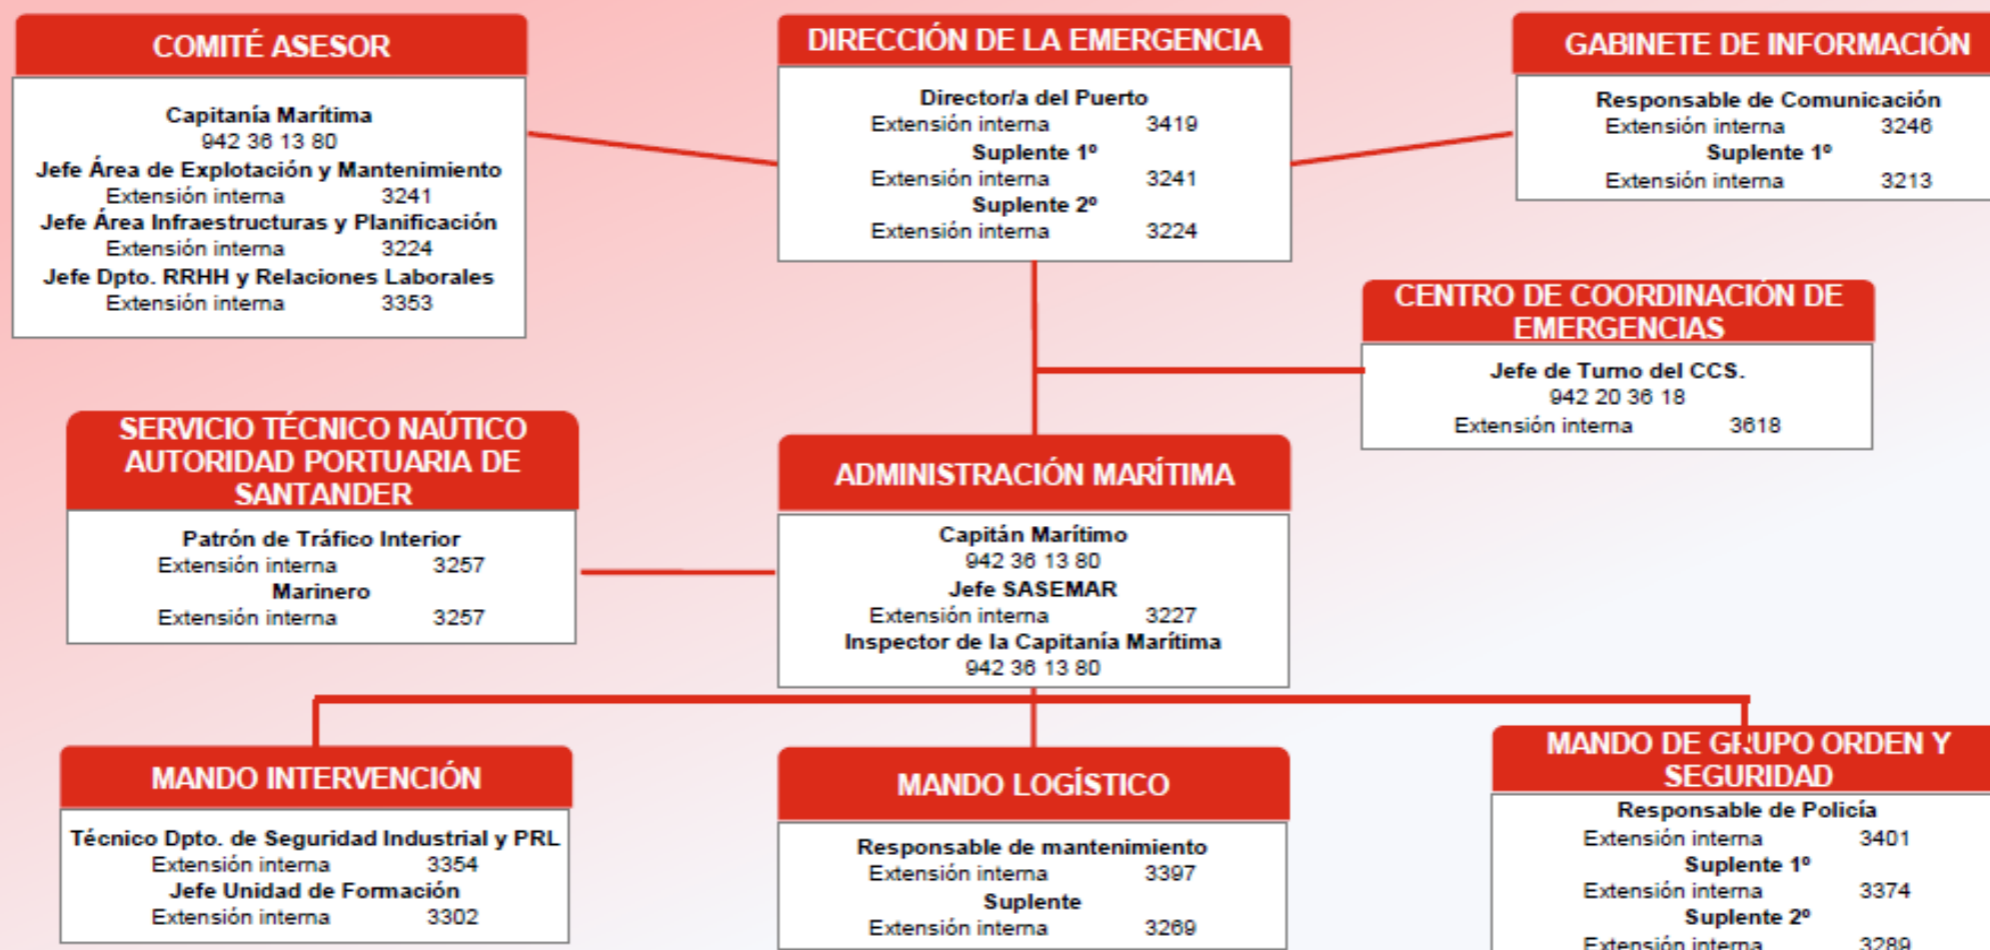 COMITÉ ASESOR
Capitanía Marítima
942 36 13 80
Jefe Área de Explotación y Mantenimiento
Extensión interna 3241
Jefe Área Infraestructuras y Planificación
Extensión interna 3224
Jefe Dpto. RRHH y Relaciones Laborales
Extensión interna 3353
DIRECCIÓN DE LA EMERGENCIA
Director/a del Puerto
Extensión interna 3419
Suplente 1º
Extensión interna 3241
Suplente 2º
Extensión interna 3224
GABINETE DE INFORMACIÓN
Responsable de Comunicación
Extensión interna 3246
Suplente 1º
Extensión interna 3213
CENTRO DE COORDINACIÓN DE
EMERGENCIAS
Jefe de Turno del CCS.
942 20 36 18
Extensión interna 3618
SERVICIO TÉCNICO NAÚTICO
AUTORIDAD PORTUARIA DE
SANTANDER
Patrón de Tráfico Interior
Extensión interna 3257
Marinero
Extensión interna 3257
ADMINISTRACIÓN MARÍTIMA
Capitán Marítimo
942 36 13 80
Jefe SASEMAR
Extensión interna 3227
Inspector de la Capitanía Marítima
942 36 13 80
MANDO INTERVENCIÓN
Técnico Dpto. de Seguridad Industrial y PRL
Extensión interna 3354
Jefe Unidad de Formación
Extensión interna 3302
MANDO LOGÍSTICO
Responsable de mantenimiento
Extensión interna 3397
Suplente
Extensión interna 3269
MANDO DE GRUPO ORDEN Y
SEGURIDAD
Responsable de Policía
Extensión interna 3401
Suplente 1º
Extensión interna 3374
Suplente 2º
Extensión interna 3289